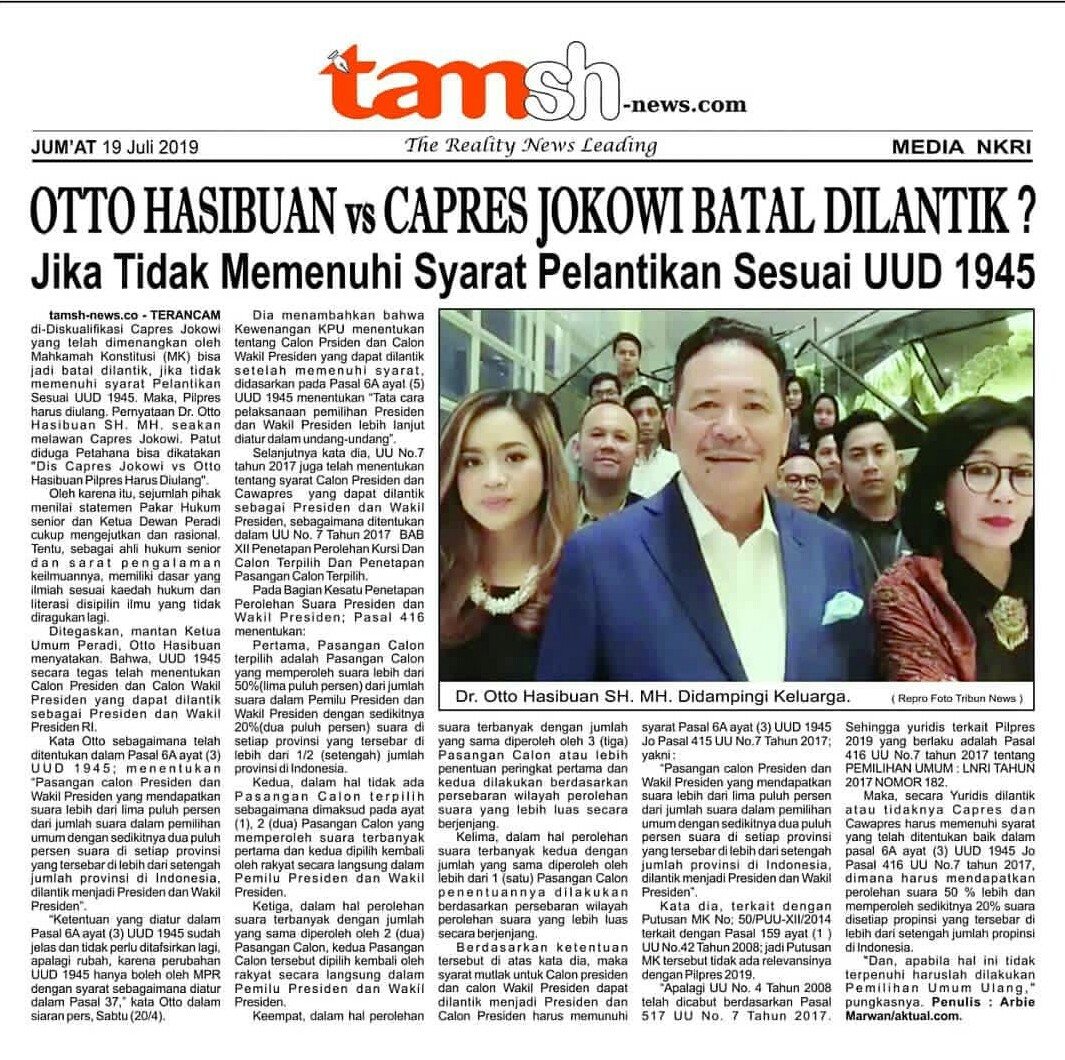 tamsh-news.com
JUM'AT 19 Juli 2019
The Reality News Leading
MEDIA NKRI
OTTO HASIBUAN vs CAPRES JOKOWI BATAL DILANTIK ?
Jika Tidak Memenuhi Syarat Pelantikan Sesuai UUD 1945
tamsh-news.co - TERANCAM
di-Diskualifikasi Capres Jokowi
yang telah dimenangkan oleh
Mahkamah Konstitusi (MK) bisa
jadi batal dilantik, jika tidak
memenuhi syarat Pelantikan
Sesuai UUD 1945. Maka, Pilpres
harus diulang. Pernyataan Dr. Otto
Hasibuan SH. MH. seakan
melawan Capres Jokowi. Patut
diduga Petahana bisa dikatakan
"Dis Capres Jokowi vs Otto
Hasibuan Pilpres Harus Diulang".
Oleh karena itu, sejumlah pihak
menilai statemen Pakar Hukum
senior dan Ketua Dewan Peradi
cukup mengejutkan dan rasional.
Tentu, sebagai ahli hukum senior
dan sarat pengalaman
keilmuannya, memiliki dasar yang
ilmiah sesuai kaedah hukum dan
literasi disipilin ilmu yang tidak
diragukan lagi.
Ditegaskan, mantan Ketua
Umum Peradi, Otto Hasibuan
menyatakan. Bahwa, UUD 1945
secara tegas telah menentukan
Calon Presiden dan Calon Wakil
Presiden yang dapat dilantik
sebagai Presiden dan Wakil
Presiden RI.
Kata Otto sebagaimana telah
ditentukan dalam Pasal 6A ayat (3)
UUD 1945; menentukan
"Pasangan calon Presiden dan
Wakil Presiden yang mendapatkan
suara lebih dari lima puluh persen
dari jumlah suara dalam pemilihan
umum dengan sedikitnya dua puluh
persen suara di setiap provinsi
yang tersebar di lebih dari setengah
jumlah provinsi di Indonesia,
dilantik menjadi Presiden dan Wakil
Presiden".
"Ketentuan yang diatur dalam
Pasal 6A ayat (3) UUD 1945 sudah
jelas dan tidak perlu ditafsirkan lagi,
apalagi rubah, karena perubahan
UUD 1945 hanya boleh oleh MPR
dengan syarat sebagaimana diatur
dalam Pasal 37," kata Otto dalam
siaran pers, Sabtu (20/4).
Dia menambahkan bahwa
Kewenangan KPU menentukan
tentang Calon Prsiden dan Calon
Wakil Presiden yang dapat dilantik
setelah memenuhi syarat,
didasarkan pada Pasal 6A ayat (5)
UUD 1945 menentukan "Tata cara
pelaksanaan pemilihan Presiden
dan Wakil Presiden lebih lanjut
diatur dalam undang-undang".
Selanjutnya kata dia, UU No.7
tahun 2017 juga telah menentukan
tentang syarat Calon Presiden dan
Cawapres yang dapat dilantik
sebagai Presiden dan Wakil
Presiden, sebagaimana ditentukan
dalam UU No. 7 Tahun 2017 BAB
XII Penetapan Perolehan Kursi Dan
Calon Terpilih Dan Penetapan
Pasangan Calon Terpilih.
Pada Bagian Kesatu Penetapan
Perolehan Suara Presiden dan
Wakil Presiden; Pasal 416
menentukan:
Pertama, Pasangan Calon
terpilih adalah Pasangan Calon
yang memperoleh suara lebih dari
50%(lima puluh persen) dari jumlah
suara dalam Pemilu Presiden dan
Wakil Presiden dengan sedikitnya
20%(dua puluh persen) suara di
setiap provinsi yang tersebar di
lebih dari 1/2 (setengah) jumlah
provinsi di Indonesia.
Kedua, dalam hal tidak ada
Pasangan Calon terpilih
sebagaimana dimaksud pada ayat
(1), 2 (dua) Pasangan Calon yang
memperoleh suara terbanyak
pertama dan kedua dipilih kembali
oleh rakyat secara langsung dalam
Pemilu Presiden dan Wakil
Presiden.
Ketiga, dalam hal perolehan
suara terbanyak dengan jumlah
yang sama diperoleh oleh 2 (dua)
Pasangan Calon, kedua Pasangan
Calon tersebut dipilih kembali oleh
rakyat secara langsung dalam
Pemilu Presiden dan Wakil
Presiden.
Keempat, dalam hal perolehan
Dr. Otto Hasibuan SH. MH. Didampingi Keluarga.
( Repro Foto Tribun News )
suara terbanyak dengan jumlah
yang sama diperoleh oleh 3 (tiga)
Pasangan Calon atau lebih
penentuan peringkat pertama dan
kedua dilakukan berdasarkan
persebaran wilayah perolehan
suara yang lebih luas secara
berjenjang.
Kelima, dalam hal perolehan
suara terbanyak kedua dengan
jumlah yang sama diperoleh oleh
lebih dari 1 (satu) Pasangan Calon
penentuannya dilakukan
berdasarkan persebaran wilayah
perolehan suara yang lebih luas
secara berjenjang.
Berdasarkan ketentuan
tersebut di atas kata dia, maka
syarat mutlak untuk Calon presiden
dan calon Wakil Presiden dapat
dilantik menjadi Presiden dan
Calon Presiden harus memenuhi
syarat Pasal 6A ayat (3) UUD 1945
Jo Pasal 415 UU No.7 Tahun 2017;
yakni :
"Pasangan calon Presiden dan
Wakil Presiden yang mendapatkan
suara lebih dari lima puluh persen
dari jumlah suara dalam pemilihan
umum dengan sedikitnya dua puluh
persen suara di setiap provinsi
yang tersebar di lebih dari setengah
jumlah provinsi di Indonesia,
dilantik menjadi Presiden dan Wakil
Presiden".
Kata dia, terkait dengan
Putusan MK No; 50/PUU-XII/2014
terkait dengan Pasal 159 ayat (1 )
UU No.42 Tahun 2008; jadi Putusan
MK tersebut tidak ada relevansinya
dengan Pilpres 2019.
"Apalagi UU No. 4 Tahun 2008
telah dicabut berdasarkan Pasal
517 UU No. 7 Tahun 2017.
Sehingga yuridis terkait Pilpres
2019 yang berlaku adalah Pasal
416 UU No.7 tahun 2017 tentang
PEMILIHAN UMUM : LNRI TAHUN
2017 NOMOR 182.
Maka, secara Yuridis dilantik
atau tidaknya Capres dan
Cawapres harus memenuhi syarat
yang telah ditentukan baik dalam
pasal 6A ayat (3) UUD 1945 Jo
Pasal 416 UU No.7 tahun 2017,
dimana harus mendapatkan
perolehan suara 50 % lebih dan
memperoleh sedikitnya 20% suara
disetiap propinsi yang tersebar di
lebih dari setengah jumlah propinsi
di Indonesia.
"Dan, apabila hal ini tidak
terpenuhi haruslah dilakukan
Pemilihan Umum Ulang,"
pungkasnya. Penulis : Arbie
Marwan/aktual.com.